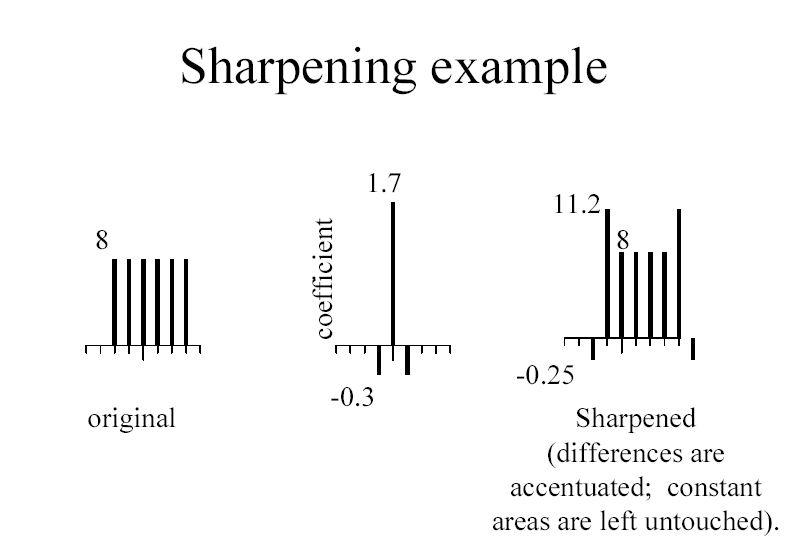 Sharpening example
8
original
1.7
coefficient
-0.3
11.2
8
-0.25
Sharpened
(differences are
accentuated;  constant
areas are left untouched).